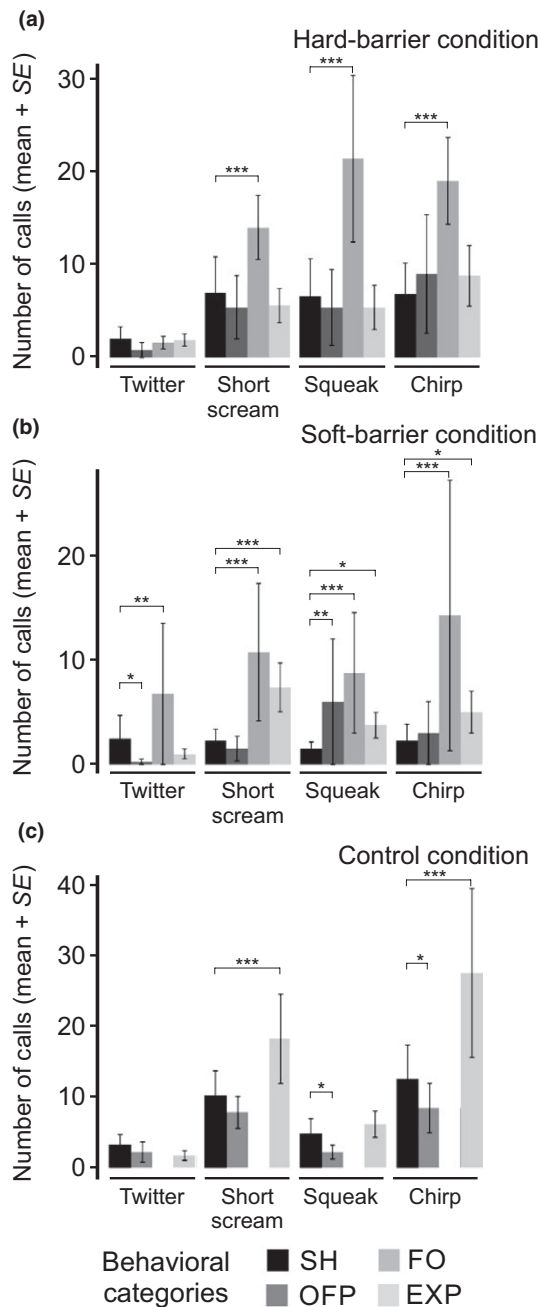 (a)
Hard-barrier condition
Number of calls (mean + SE)
30
20
10
0
***
***
***
Twitter
Short scream
Squeak
Chirp
(b)
Soft-barrier condition
Number of calls (mean + SE)
20
10
0
**
*
***
***
*
***
**
*
***
Twitter
Short scream
Squeak
Chirp
(c)
Control condition
Number of calls (mean + SE)
40
30
20
10
0
***
*
***
*
Twitter
Short scream
Squeak
Chirp
Behavioral categories
SH
FO
OFP
EXP